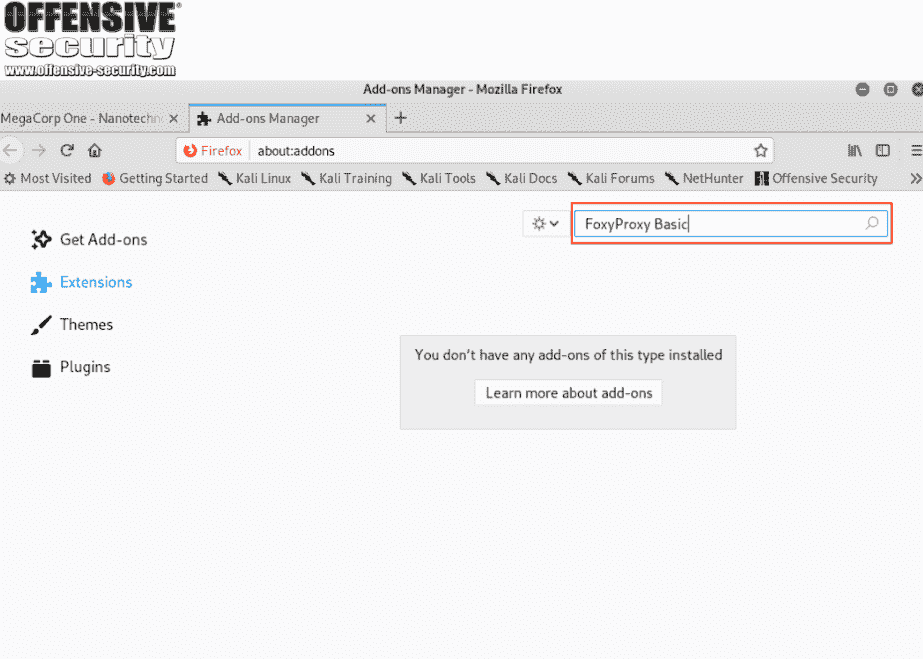 OFFENSIVE®
security
www.offensive-security.com
Add-ons Manager - Mozilla Firefox
MegaCorp One - Nanotechn
Add-ons Manager
Firefox about:addons
Most Visited Getting Started Kali Linux Kali Training Kali Tools Kali Docs Kali Forums NetHunter Offensive Security
FoxyProxy Basic
Get Add-ons
Extensions
Themes
Plugins
You don't have any add-ons of this type installed
Learn more about add-ons